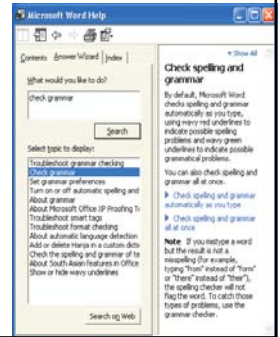 Microsoft Word Help
Contents
Answer Wizard
Index
What would you like to do?
check grammar
Search
Select topic to display:
Troubleshoot grammar checking
Check grammar
Set grammar preferences
Turn on or off automatic spelling and
About grammar
About Microsoft Office XP Proofing T
Troubleshoot smart tags
Troubleshoot format checking
About automatic language detection
Add or delete Hanja in a custom dicti
Check the spelling and grammar of te
About South Asian features in Office
Show or hide wavy underlines
Search on Web
Show All
Check spelling and
grammar
By default, Microsoft Word
checks spelling and grammar
automatically as you type,
using wavy red underlines to
indicate possible spelling
problems and wavy green
underlines to indicate possible
grammatical problems.
You can also check spelling and
grammar all at once.
Check spelling and grammar
automatically as you type
Check spelling and grammar
all at once
Note If you mistype a word
but the result is not a
misspelling (for example,
typing "from" instead of "form"
or "there" instead of "their"),
the spelling checker will not
flag the word. To catch those
types of problems, use the
grammar checker.